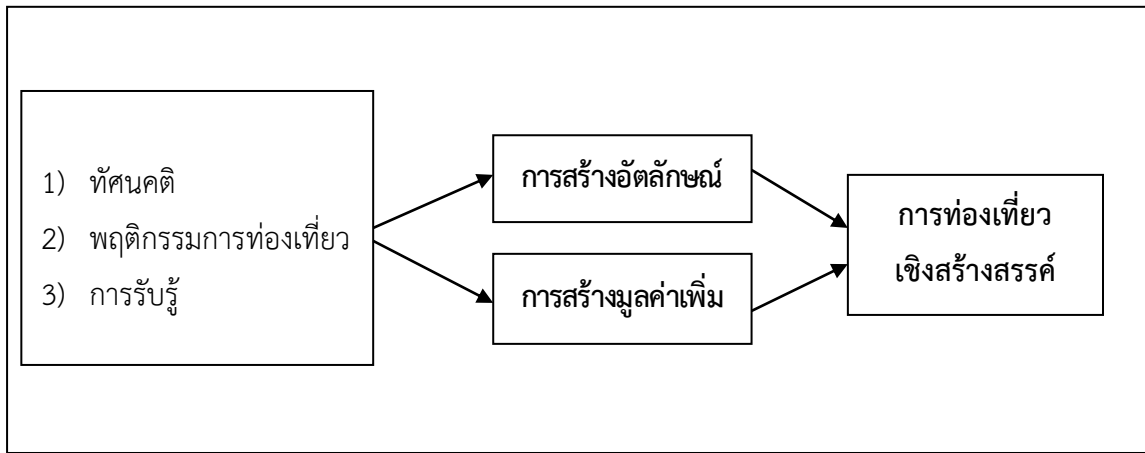 1) ทัศนคติ
2) พฤติกรรมการท่องเที่ยว
3) การรับรู้
การสร้างอัตลักษณ์
การสร้างมูลค่าเพิ่ม
การท่องเที่ยว
เชิงสร้างสรรค์